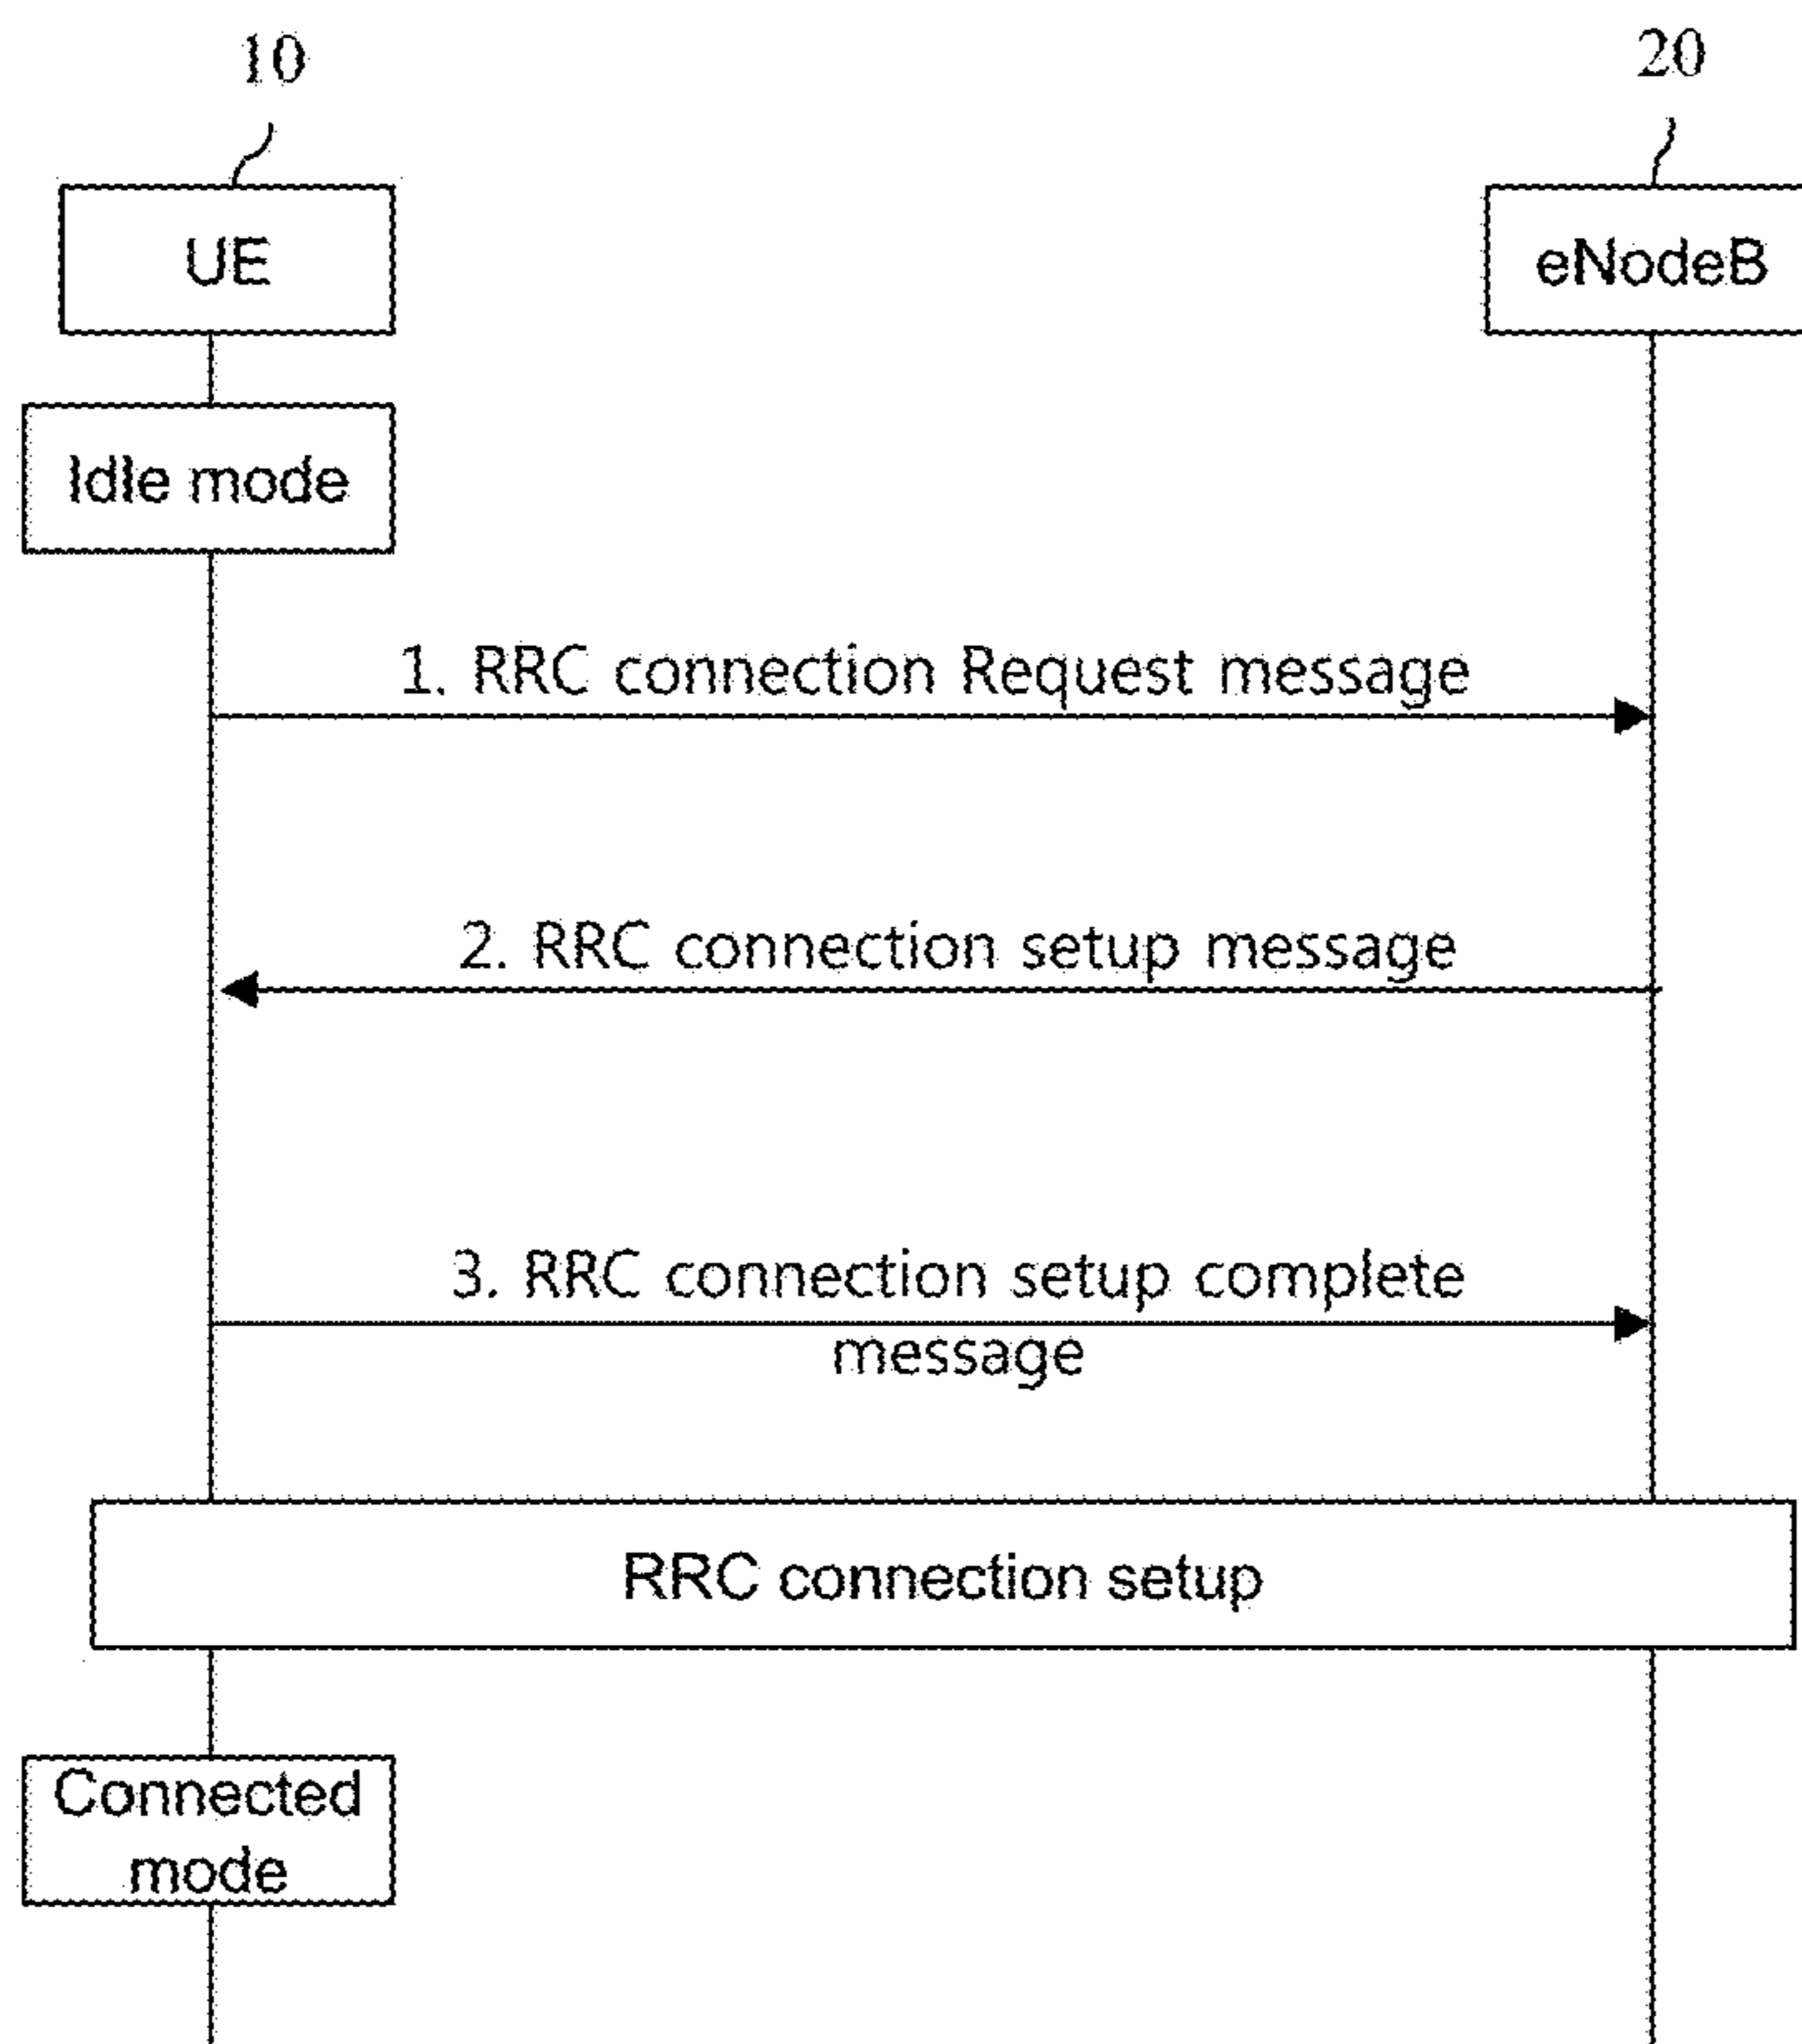 10
20
UE
eNodeB
Idle mode
1. RRC connection Request message
2. RRC connection setup message
3. RRC connection setup complete
message
RRC connection setup
Connected
mode